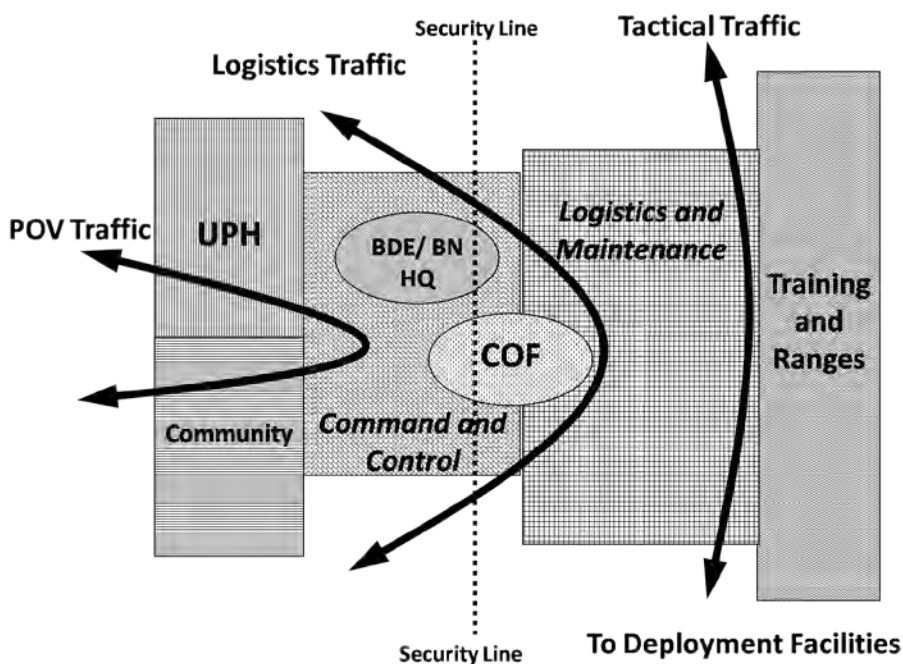 Security Line
Tactical Traffic
Logistics Traffic
POV Traffic
UPH
BDE/ BN
HQ
Logistics and
Maintenance
Training
and
Ranges
COF
Community
Command and
Control
To Deployment Facilities
Security Line